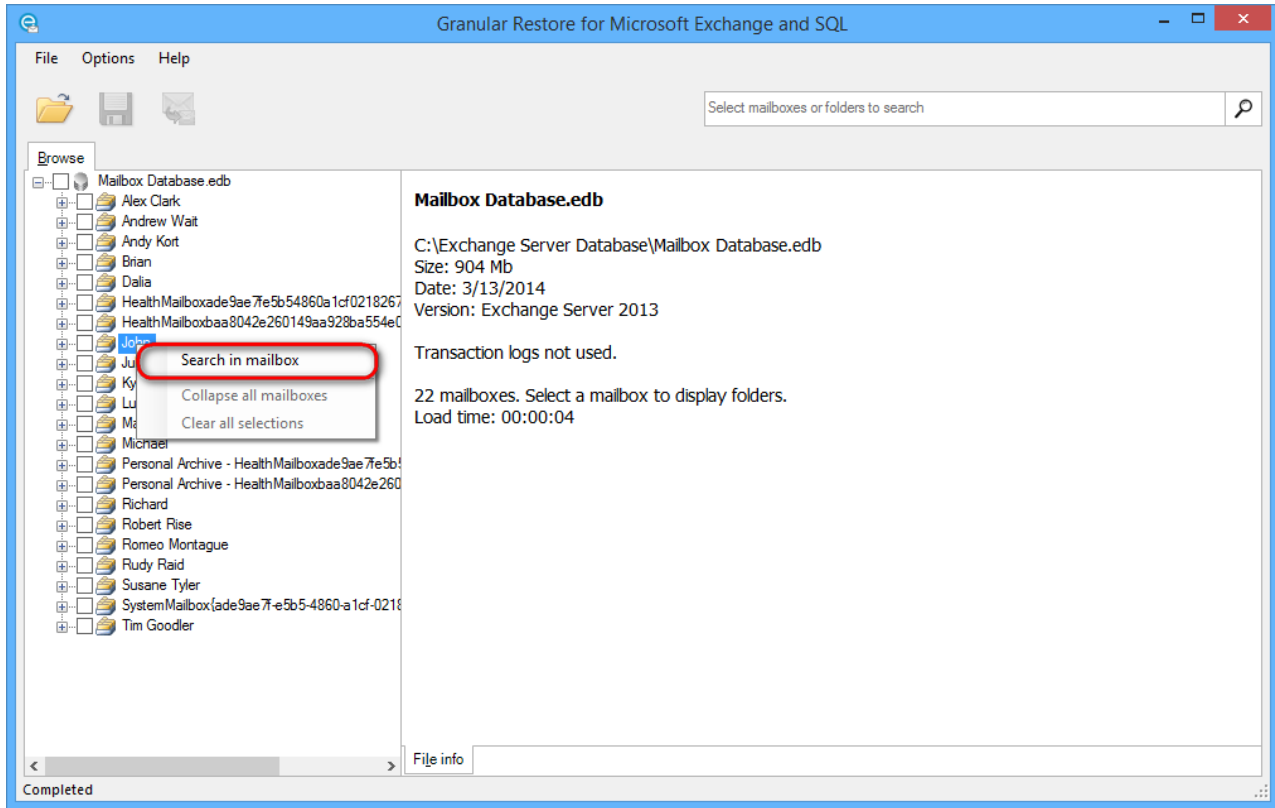 Granular Restore for Microsoft Exchange and SQL
File Options Help
Select mailboxes or folders to search
Browse
Mailbox Database.edb
Alex Clark
Andrew Wait
Andy Kort
Brian
Dalia
HealthMailboxade9ae7fe5b54860a1cf0218267
HealthMailboxbaa8042e260149aa928ba554e0
John
Ju
Ky
Lu
Ma
Michael
Personal Archive - HealthMailboxade9ae7fe5b5
Personal Archive - HealthMailboxbaa8042e260
Richard
Robert Rise
Romeo Montague
Rudy Raid
Susane Tyler
SystemMailbox{ade9ae7f-e5b5-4860-a1cf-0218
Tim Goodler
Search in mailbox
Collapse all mailboxes
Clear all selections
Mailbox Database.edb
C:\Exchange Server Database\Mailbox Database.edb
Size: 904 Mb
Date: 3/13/2014
Version: Exchange Server 2013
Transaction logs not used.
22 mailboxes. Select a mailbox to display folders.
Load time: 00:00:04
File info
Completed